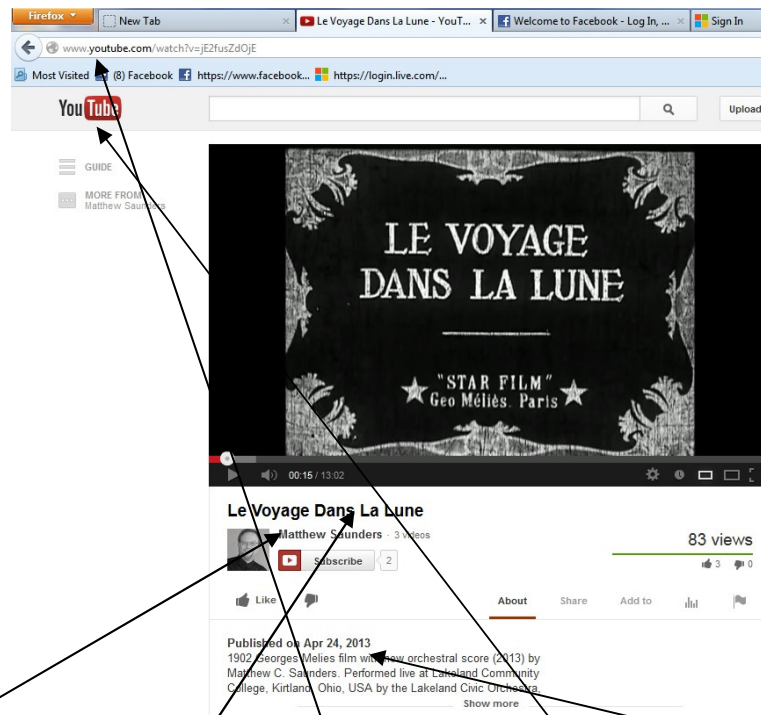 Firefox
New Tab
Le Voyage Dans La Lune - YouT...
Welcome to Facebook - Log In, ...
Sign In
www.youtube.com/watch?v=jE2fusZdOjE
Most Visited
(8) Facebook
https://www.facebook...
https://login.live.com/...
YouTube
Upload
GUIDE
MORE FROM
Matthew Saunders
LE VOYAGE
DANS LA LUNE
"STAR FILM"
Geo Méliès. Paris
00:15 / 13:02
Le Voyage Dans La Lune
Matthew Saunders · 3 videos
Subscribe 2
83 views
3 0
Like
About Share Add to
Published on Apr 24, 2013
1902 Georges Melies film with new orchestral score (2013) by
Matthew C. Saunders. Performed live at Lakeland Community
College, Kirtland, Ohio, USA by the Lakeland Civic Orchestra,
Show more